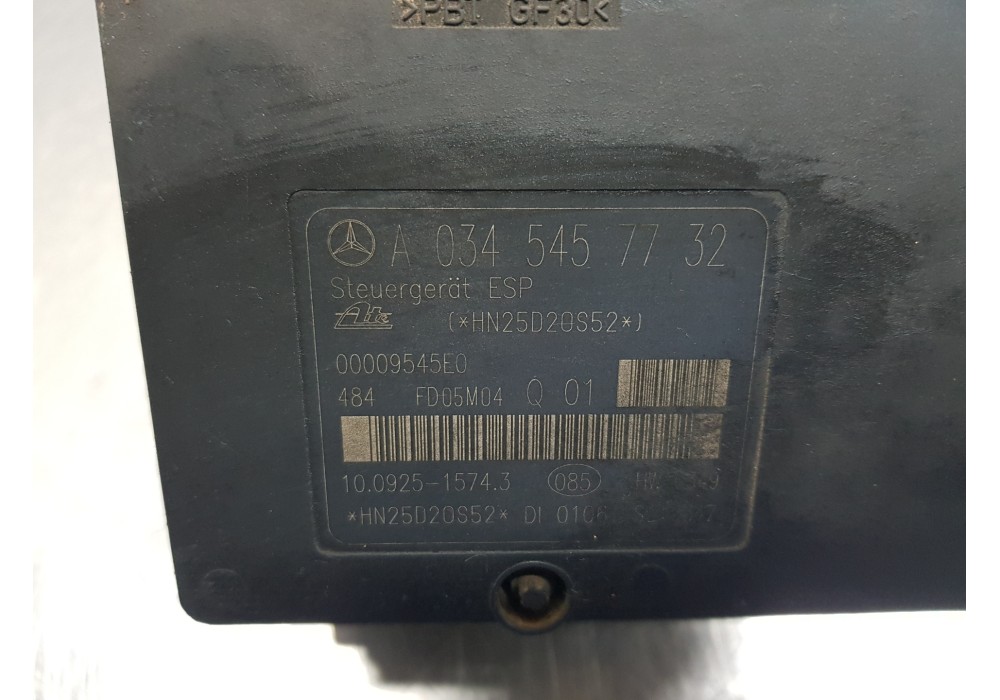 >PBT GF30<
A 034 545 77 32
Steuergerät ESP
Ate (*HN25D20S52*)
00009545E0
484 FD05M04 Q 01
10.0925-1574.3 085
*HN25D20S52* DI